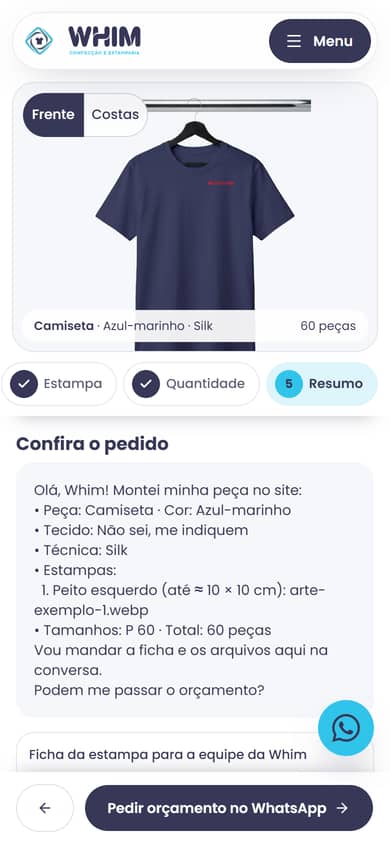 WHIM
CONFECÇÃO E ESTAMPARIA
Menu
Frente
Costas
Camiseta · Azul-marinho · Silk
60 peças
Estampa
Quantidade
5 Resumo
Confira o pedido
Olá, Whim! Montei minha peça no site:
• Peça: Camiseta · Cor: Azul-marinho
• Tecido: Não sei, me indiquem
• Técnica: Silk
• Estampas:
1. Peito esquerdo (até ≈ 10 × 10 cm): arte-
exemplo-1.webp
• Tamanhos: P 60 · Total: 60 peças
Vou mandar a ficha e os arquivos aqui na
conversa.
Podem me passar o orçamento?
Ficha da estampa para a equipe da Whim
Pedir orçamento no WhatsApp →